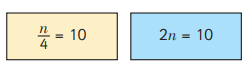 n/4 = 10
2n = 10